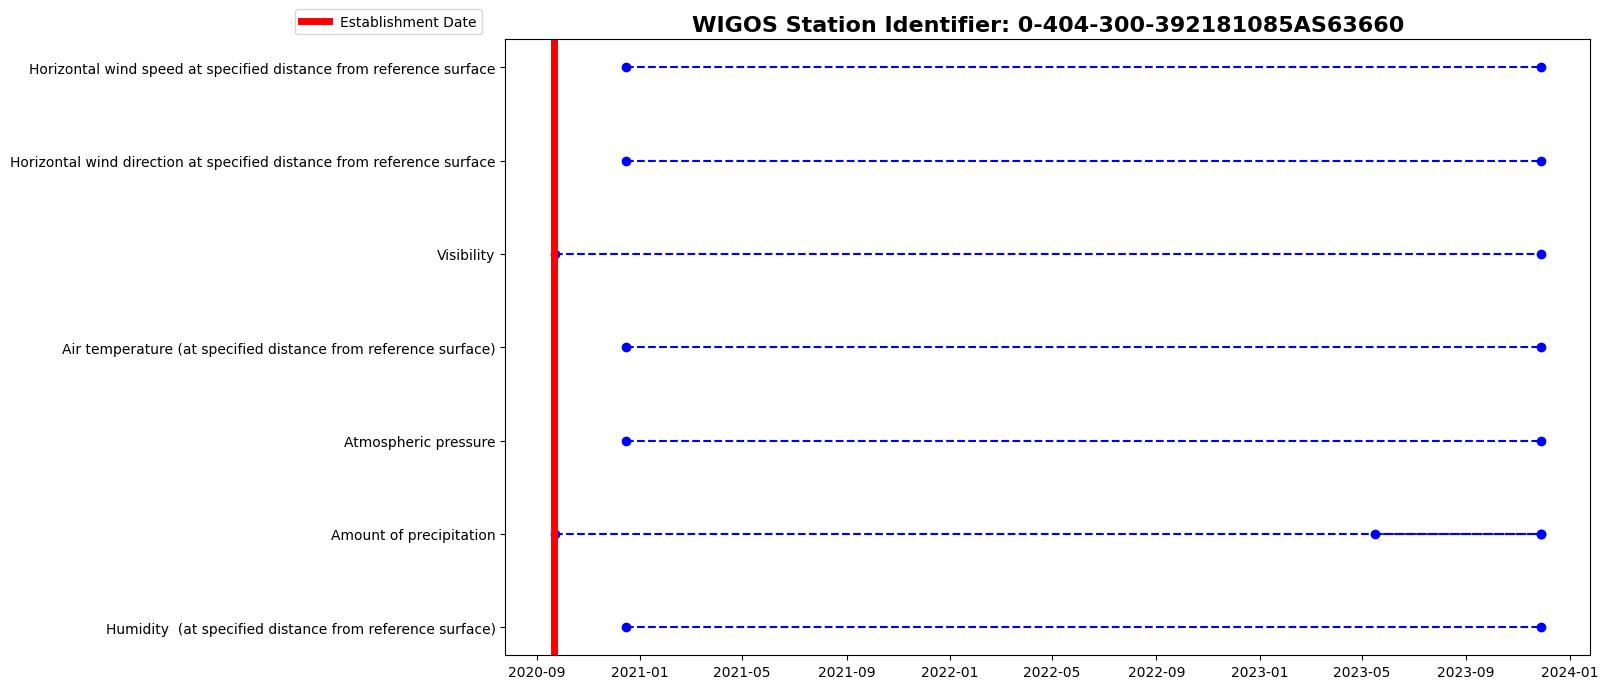 Establishment Date
WIGOS Station Identifier: 0-404-300-392181085AS63660
Horizontal wind speed at specified distance from reference surface
Horizontal wind direction at specified distance from reference surface
Visibility
Air temperature (at specified distance from reference surface)
Atmospheric pressure
Amount of precipitation
Humidity  (at specified distance from reference surface)
2020-09 2021-01 2021-05 2021-09 2022-01 2022-05 2022-09 2023-01 2023-05 2023-09 2024-01